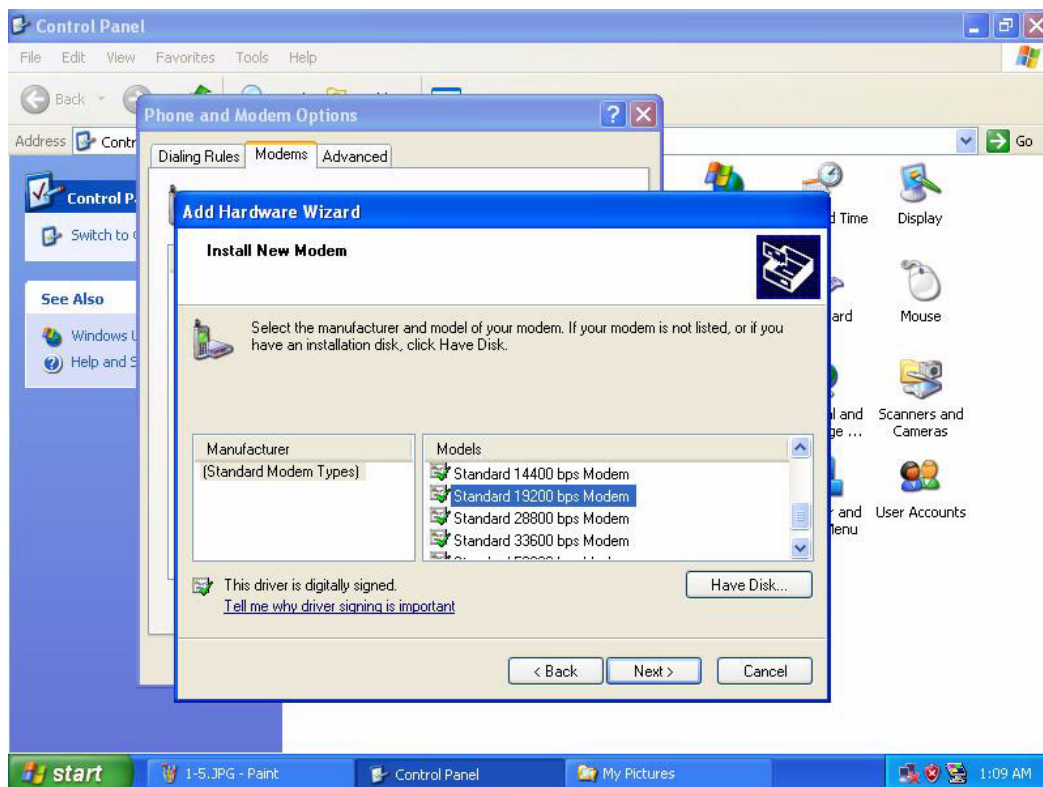 Control Panel
File Edit View Favorites Tools Help
Back
Address Contr Go
Phone and Modem Options
Dialing Rules Modems Advanced
Control P
Switch to
See Also
Windows U
Help and S
Add Hardware Wizard
Install New Modem
Select the manufacturer and model of your modem. If your modem is not listed, or if you
have an installation disk, click Have Disk.
Manufacturer
(Standard Modem Types)
Models
Standard 14400 bps Modem
Standard 19200 bps Modem
Standard 28800 bps Modem
Standard 33600 bps Modem
This driver is digitally signed.
Tell me why driver signing is important
Have Disk...
< Back Next > Cancel
d Time
Display
ard
Mouse
l and
ge ...
Scanners and
Cameras
r and
Menu
User Accounts
start 1-5.JPG - Paint Control Panel My Pictures 1:09 AM